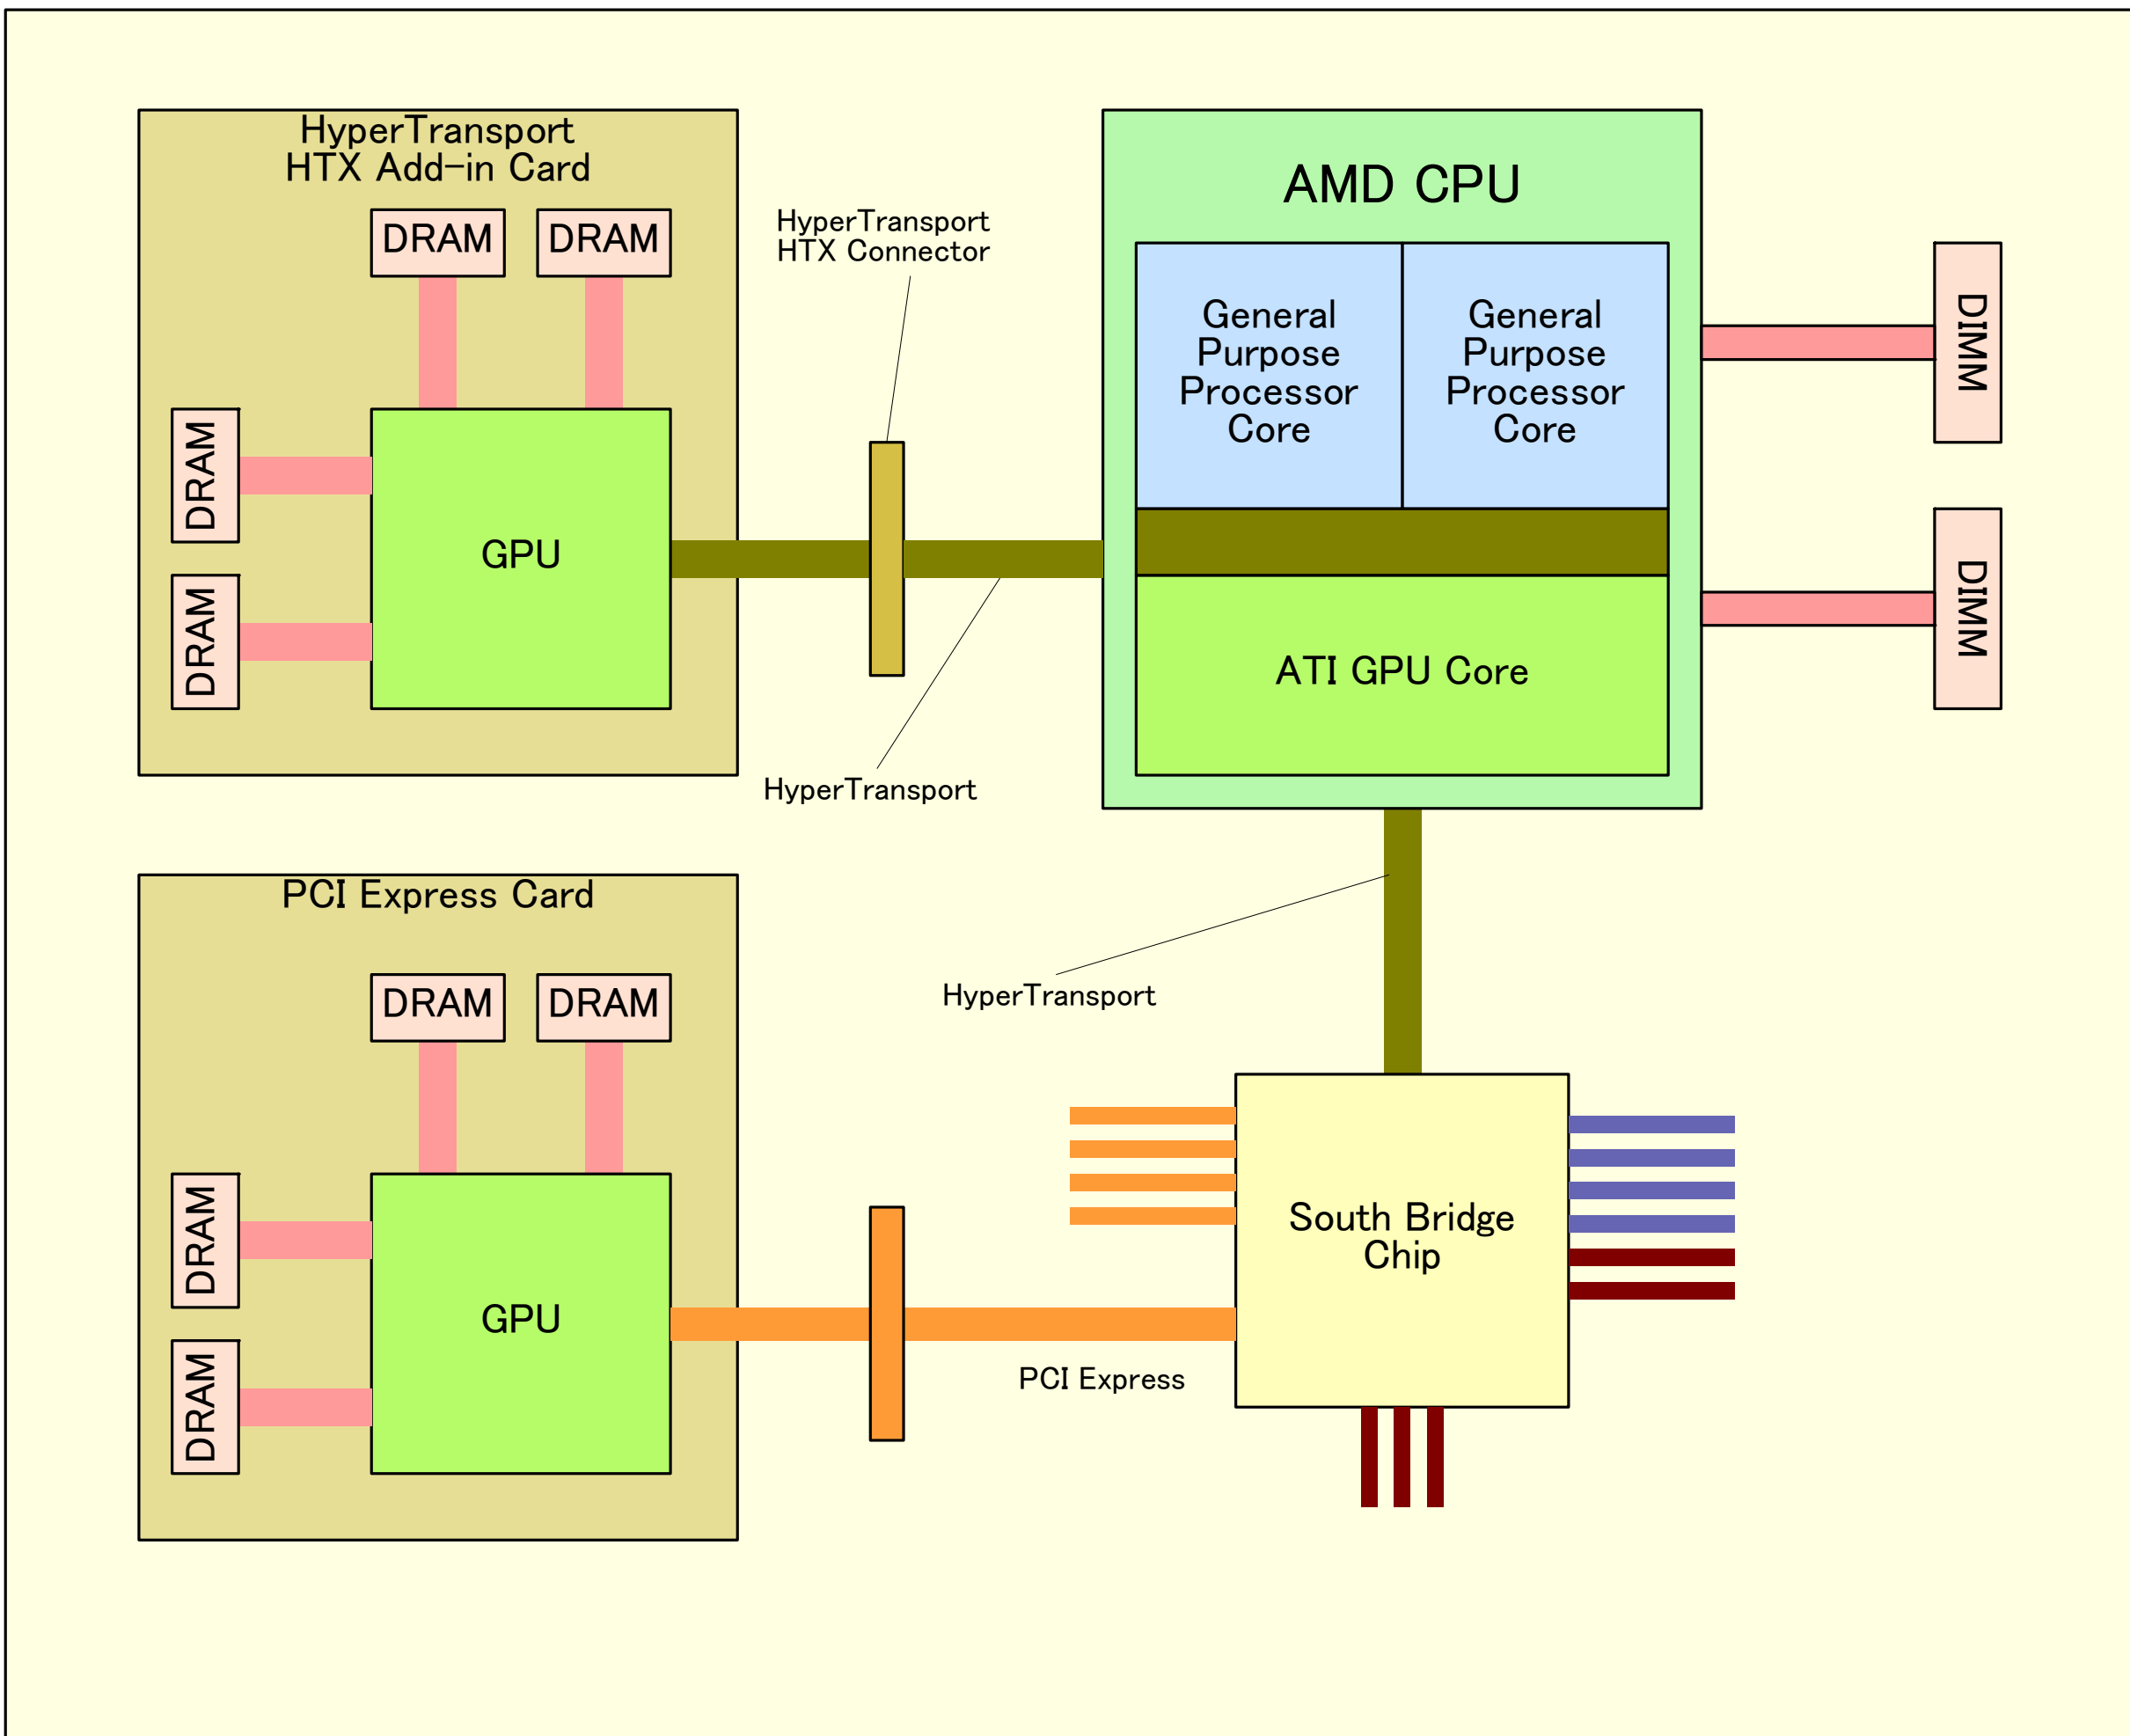 HyperTransport
HTX Add-in Card
DRAM
DRAM
DRAM
DRAM
GPU
HyperTransport
HTX Connector
HyperTransport
AMD CPU
General
Purpose
Processor
Core
General
Purpose
Processor
Core
ATI GPU Core
DIMM
DIMM
PCI Express Card
DRAM
DRAM
DRAM
DRAM
GPU
HyperTransport
PCI Express
South Bridge
Chip